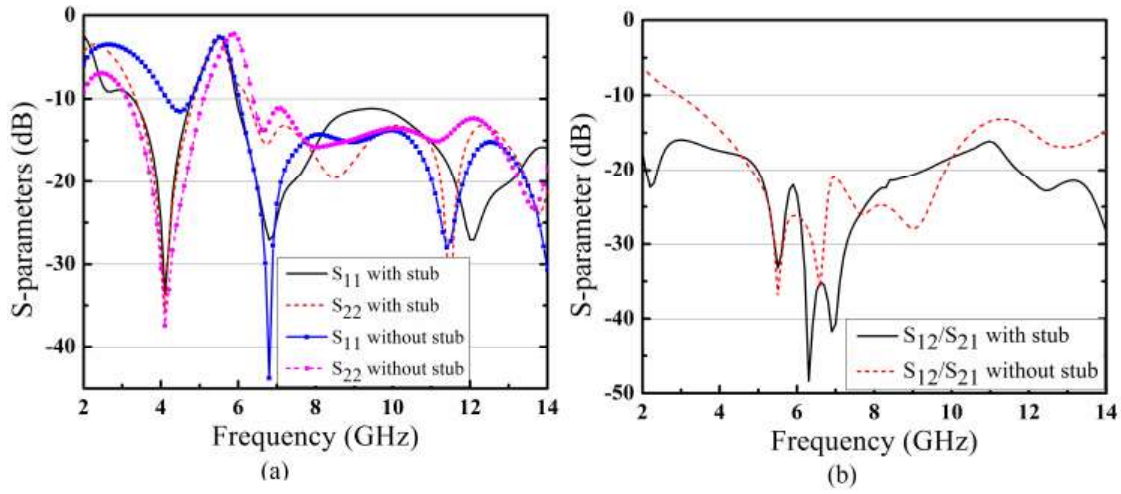 0
-10
-20
-30
-40
S-parameters (dB)
S11 with stub
S22 with stub
S11 without stub
S22 without stub
2 4 6 8 10 12 14
Frequency (GHz)
(a)
0
-10
-20
-30
-40
-50
S-parameter (dB)
S12/S21 with stub
S12/S21 without stub
2 4 6 8 10 12 14
Frequency (GHz)
(b)